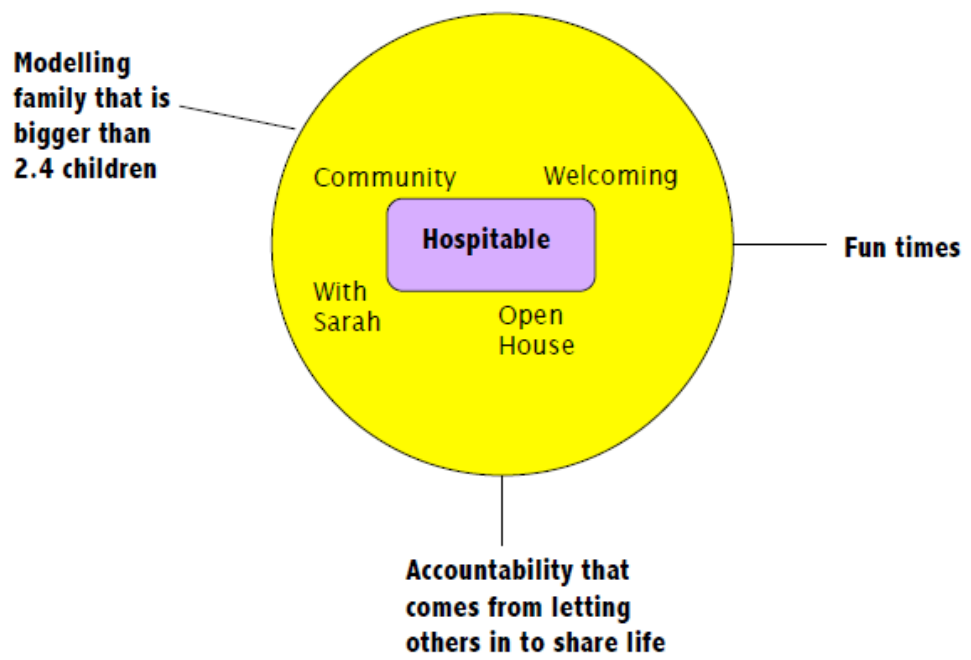 Modelling
family that is
bigger than
2.4 children
Community
Welcoming
Hospitable
Fun times
With
Sarah
Open
House
Accountability that
comes from letting
others in to share life